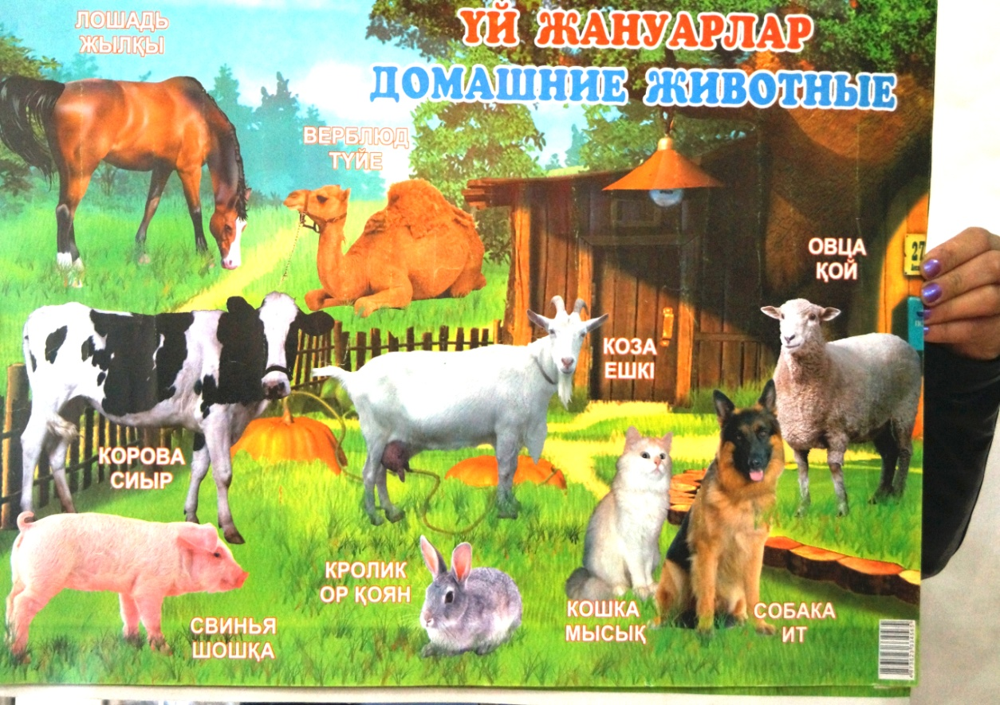 ҮЙ ЖАНУАРЛАР
ДОМАШНИЕ ЖИВОТНЫЕ
ЛОШАДЬ
ЖЫЛҚЫ
ВЕРБЛЮД
ТҮЙЕ
ОВЦА
ҚОЙ
27
КОЗА
ЕШКІ
КОРОВА
СИЫР
КРОЛИК
ОР ҚОЯН
КОШКА
МЫСЫҚ
СОБАКА
ИТ
СВИНЬЯ
ШОШҚА